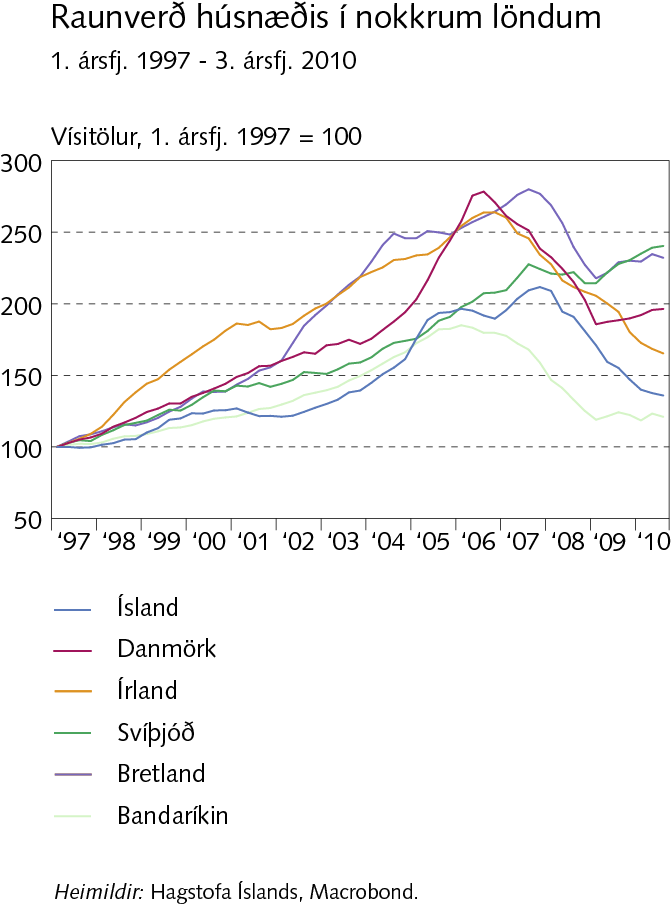 Raunverð húsnæðis í nokkrum löndum
1. ársfj. 1997 - 3. ársfj. 2010
Vísitölur, 1. ársfj. 1997 = 100
300
250
200
150
100
50
‘97 ‘98 ‘99 ‘00 ‘01 ‘02 ‘03 ‘04 ‘05 ‘06 ‘07 ‘08 ‘09 ‘10
Ísland
Danmörk
Írland
Svíþjóð
Bretland
Bandaríkin
Heimildir: Hagstofa Íslands, Macrobond.